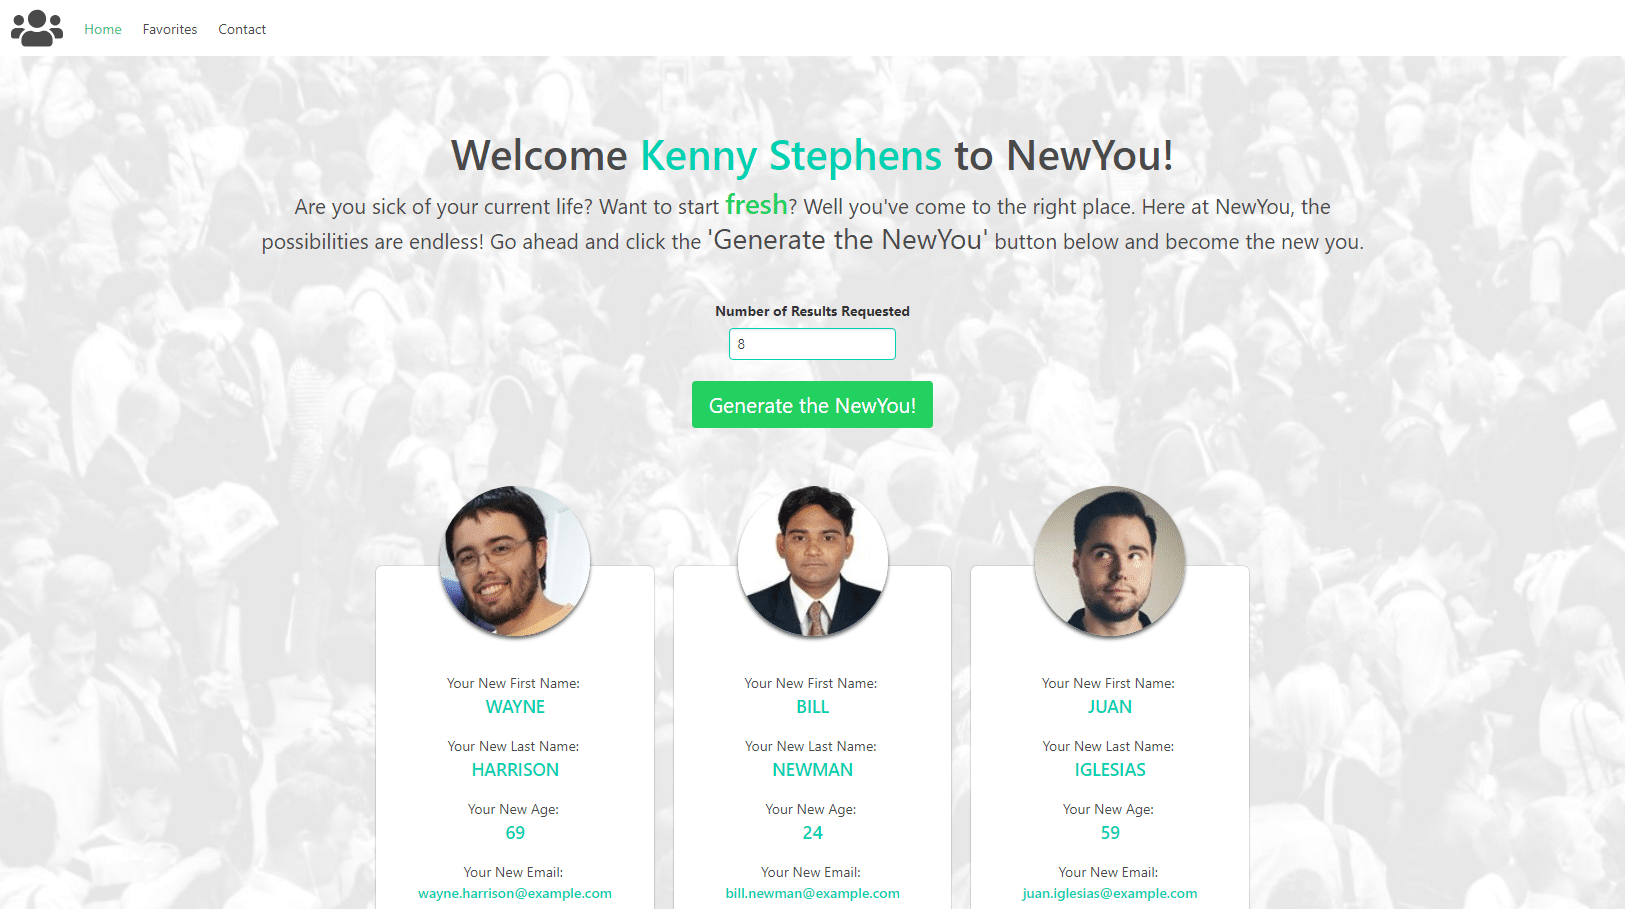 Home Favorites Contact
Welcome Kenny Stephens to NewYou!
Are you sick of your current life? Want to start fresh? Well you've come to the right place. Here at NewYou, the
possibilities are endless! Go ahead and click the 'Generate the NewYou' button below and become the new you.
Number of Results Requested
8
Generate the NewYou!
Your New First Name:
WAYNE
Your New Last Name:
HARRISON
Your New Age:
69
Your New Email:
wayne.harrison@example.com
Your New First Name:
BILL
Your New Last Name:
NEWMAN
Your New Age:
24
Your New Email:
bill.newman@example.com
Your New First Name:
JUAN
Your New Last Name:
IGLESIAS
Your New Age:
59
Your New Email:
juan.iglesias@example.com